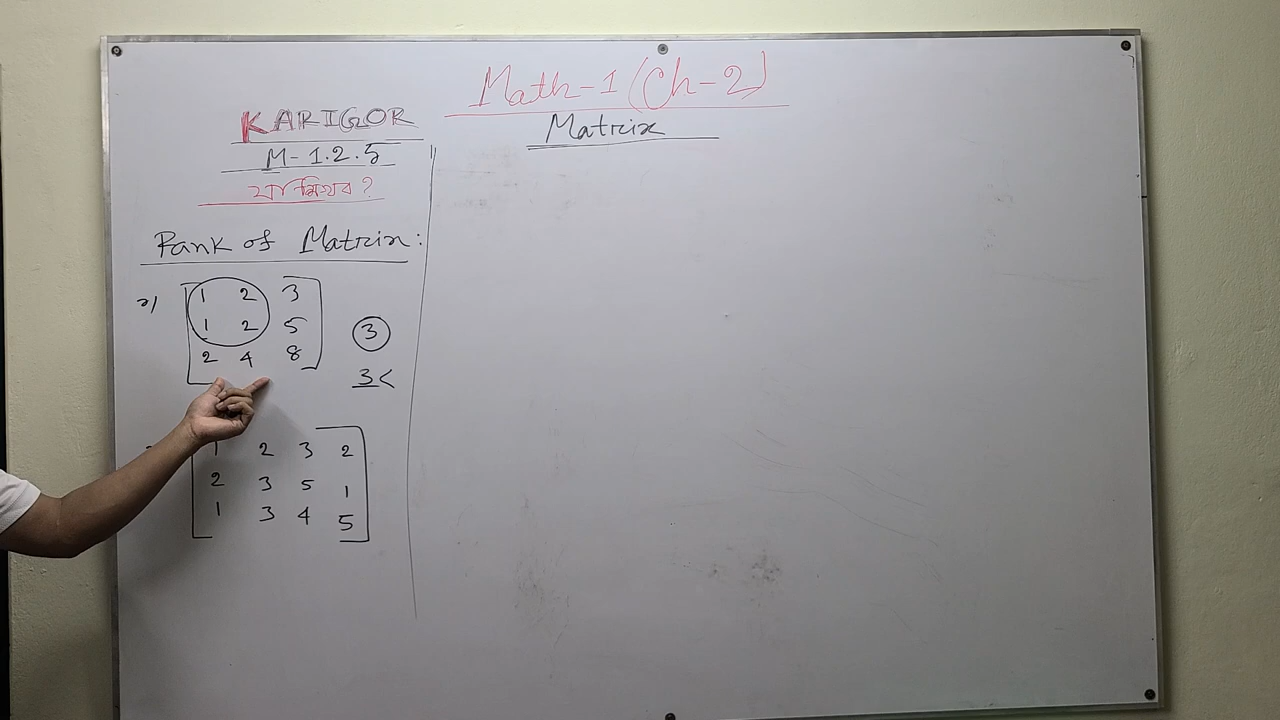 Math-1 (Ch-2)
Matrix
KARIGOR
M-1.2.5
যা শিখব ?
Rank of Matrix:
১/
1 2 3
1 2 5
2 4 8
3
3<
1 2 3 2
2 3 5 1
1 3 4 5